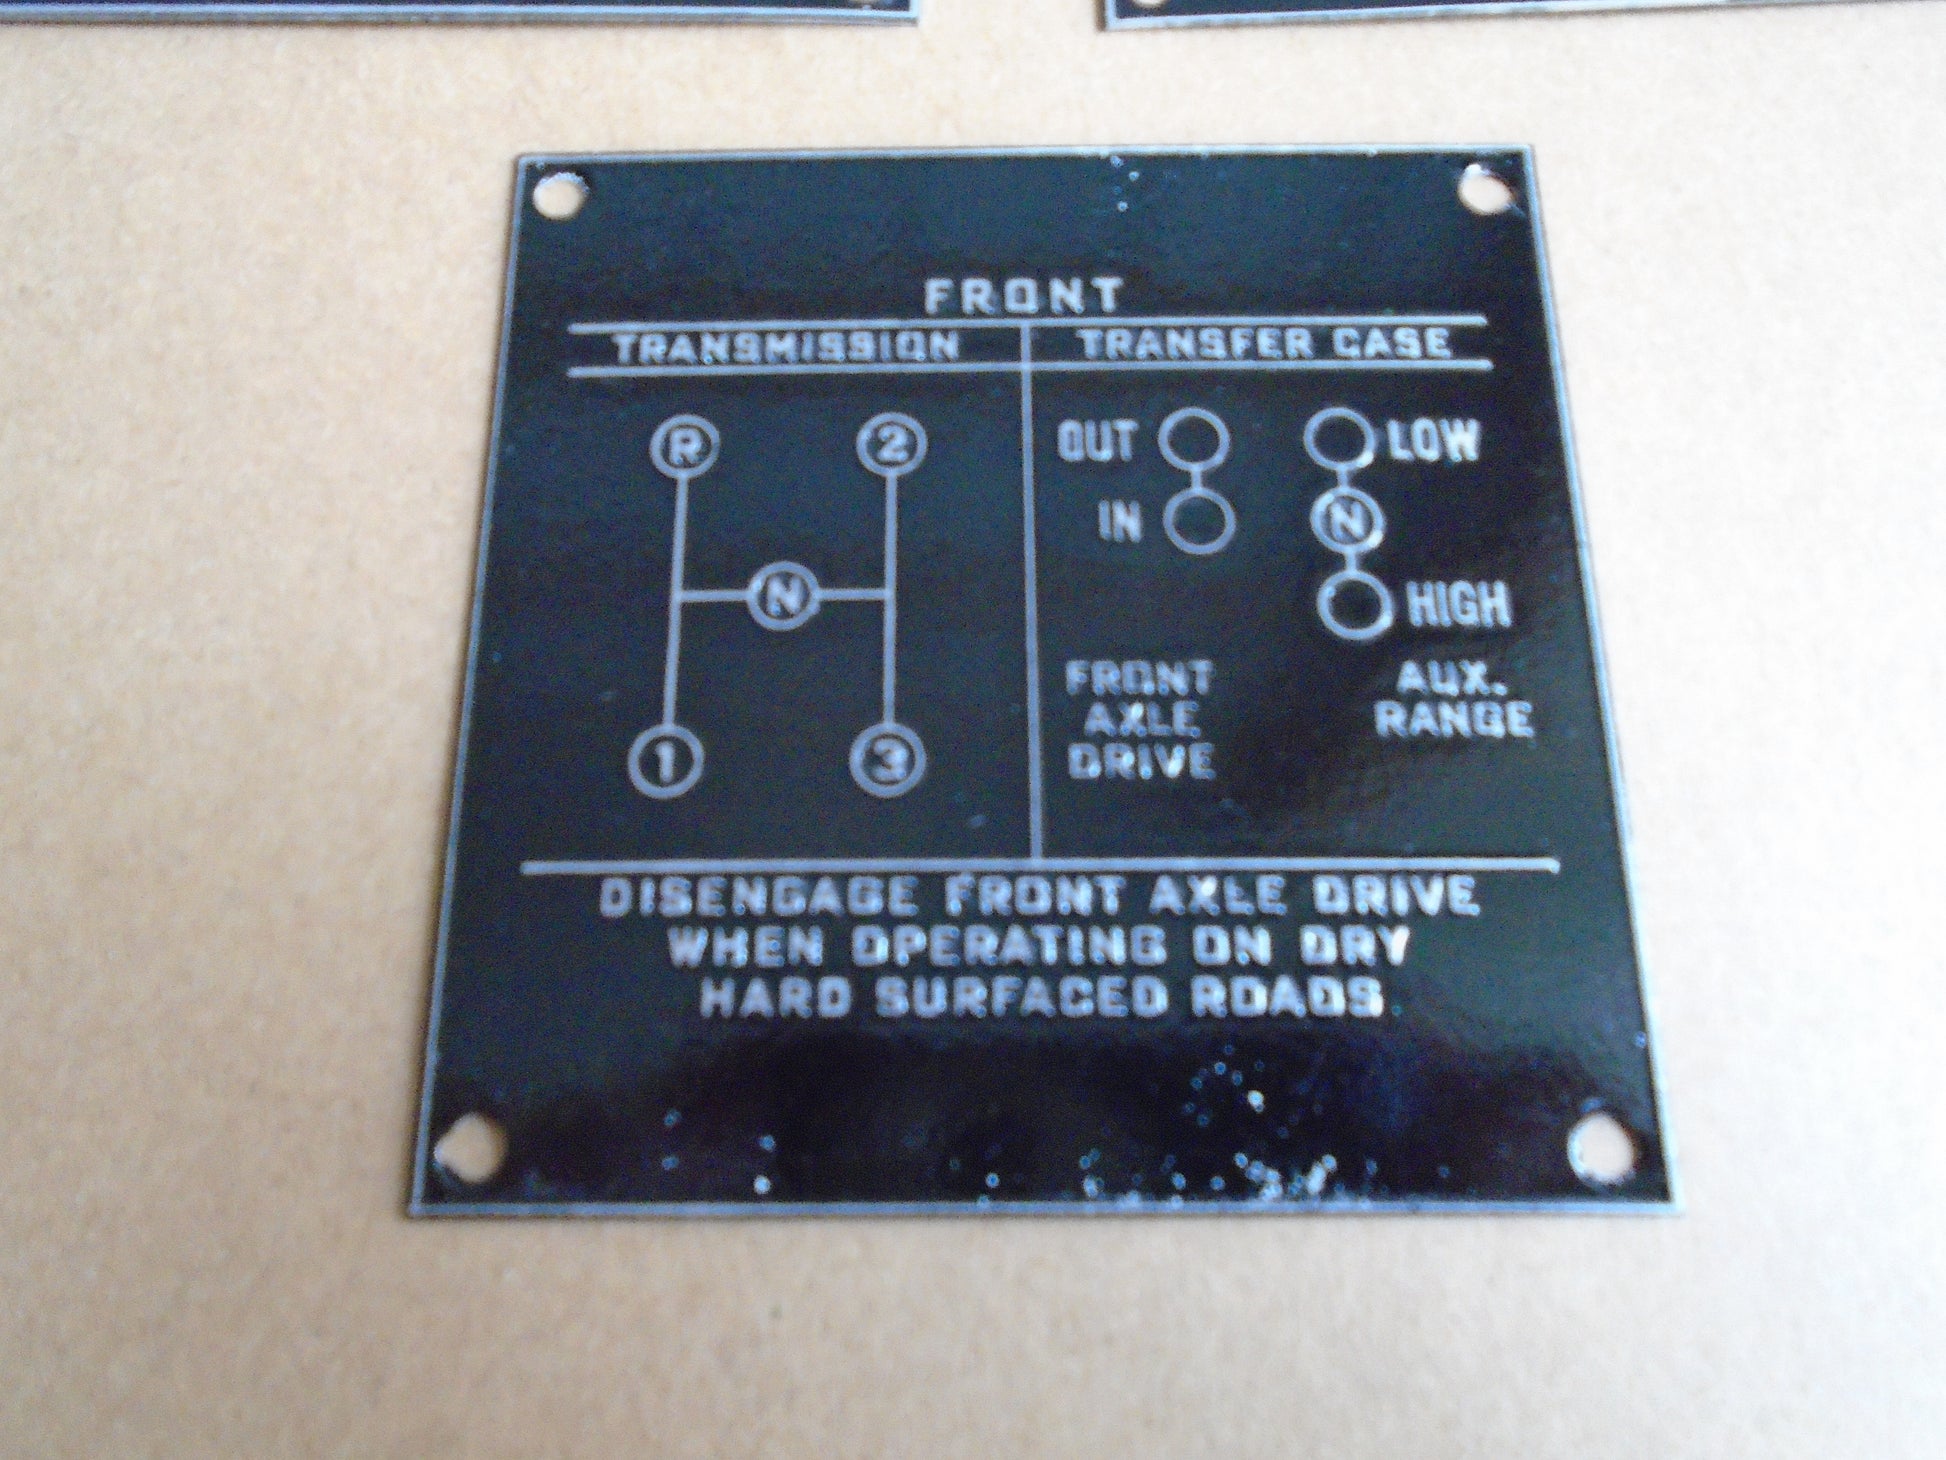 FRONT
TRANSMISSION TRANSFER CASE
R 2 OUT LOW
IN N
N HIGH
FRONT AUX.
AXLE RANGE
1 3 DRIVE
DISENGAGE FRONT AXLE DRIVE
WHEN OPERATING ON DRY
HARD SURFACED ROADS